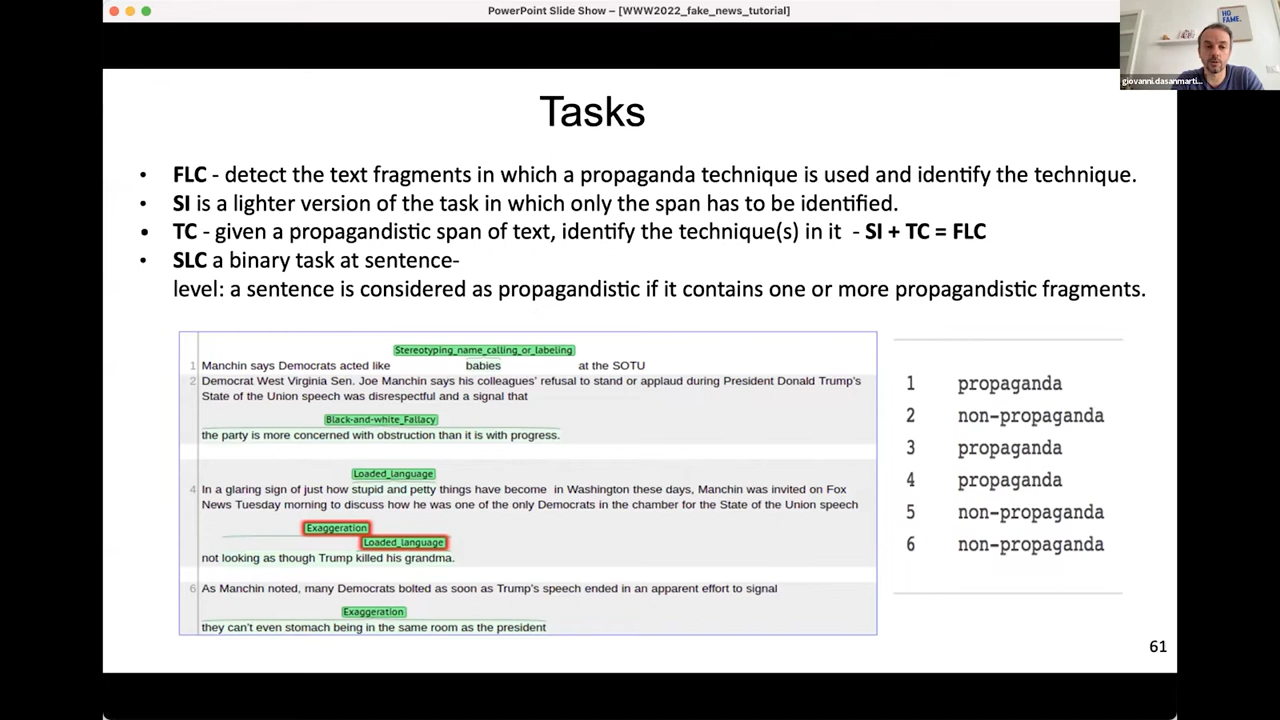 PowerPoint Slide Show – [WWW2022_fake_news_tutorial]
HO
FAME.
giovanni.dasanmarti...
Tasks
• FLC - detect the text fragments in which a propaganda technique is used and identify the technique.
• SI is a lighter version of the task in which only the span has to be identified.
• TC - given a propagandistic span of text, identify the technique(s) in it - SI + TC = FLC
• SLC a binary task at sentence-
level: a sentence is considered as propagandistic if it contains one or more propagandistic fragments.
Stereotyping_name_calling_or_labeling
1 Manchin says Democrats acted like babies at the SOTU
2 Democrat West Virginia Sen. Joe Manchin says his colleagues' refusal to stand or applaud during President Donald Trump's
State of the Union speech was disrespectful and a signal that
Black-and-white_Fallacy
the party is more concerned with obstruction than it is with progress.
Loaded_language
4 In a glaring sign of just how stupid and petty things have become in Washington these days, Manchin was invited on Fox
News Tuesday morning to discuss how he was one of the only Democrats in the chamber for the State of the Union speech
Exaggeration
Loaded_language
not looking as though Trump killed his grandma.
6 As Manchin noted, many Democrats bolted as soon as Trump's speech ended in an apparent effort to signal
Exaggeration
they can't even stomach being in the same room as the president
1 propaganda
2 non-propaganda
3 propaganda
4 propaganda
5 non-propaganda
6 non-propaganda
61